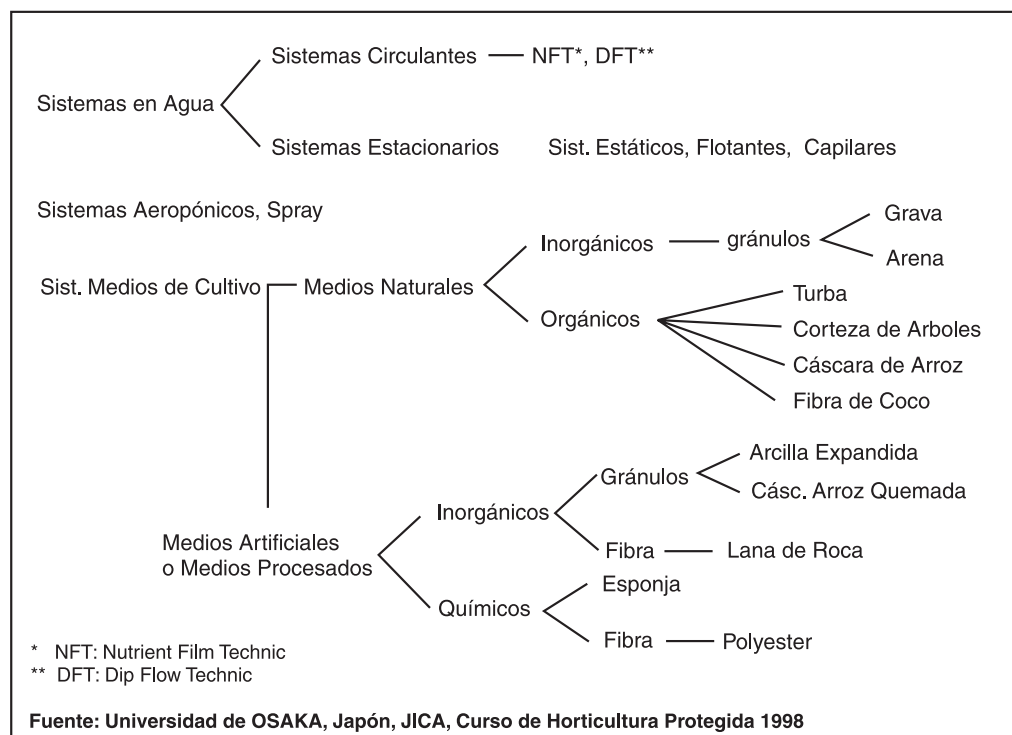 Sistemas Circulantes NFT*, DFT**
Sistemas en Agua
Sistemas Estacionarios Sist. Estáticos, Flotantes, Capilares
Sistemas Aeropónicos, Spray
Grava
Inorgánicos gránulos
Arena
Sist. Medios de Cultivo Medios Naturales
Turba
Orgánicos
Corteza de Arboles
Cáscara de Arroz
Fibra de Coco
Arcilla Expandida
Gránulos
Cásc. Arroz Quemada
Inorgánicos
Medios Artificiales
o Medios Procesados
Fibra Lana de Roca
Esponja
Químicos
Fibra Polyester
* NFT: Nutrient Film Technic
** DFT: Dip Flow Technic
Fuente: Universidad de OSAKA, Japón, JICA, Curso de Horticultura Protegida 1998